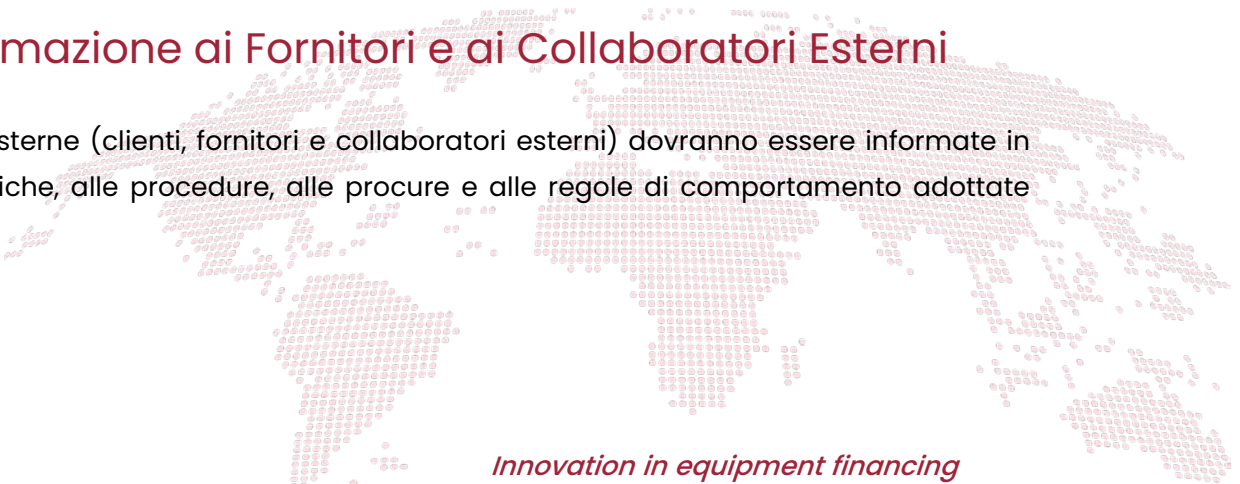 mazione ai Fornitori e ai Collaboratori Esterni
sterne (clienti, fornitori e collaboratori esterni) dovranno essere informate in
iche, alle procedure, alle procure e alle regole di comportamento adottate
Innovation in equipment financing